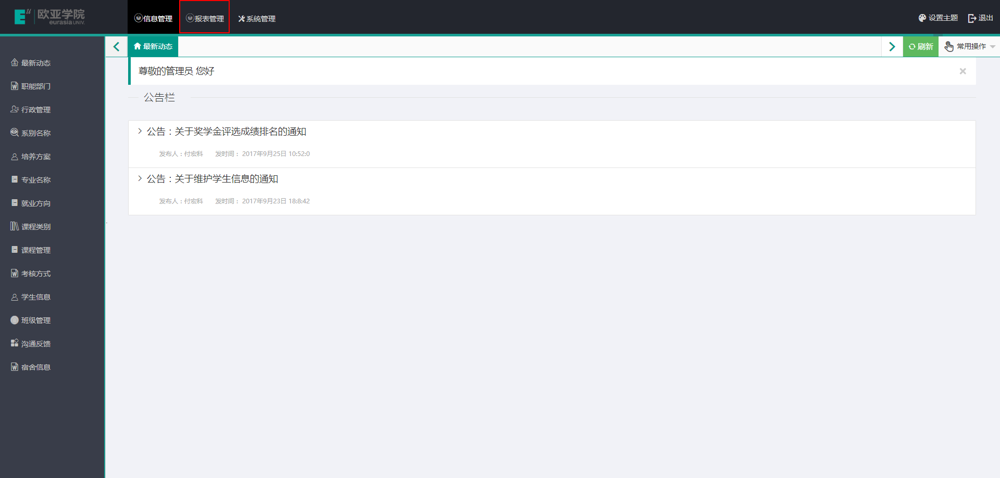 欧亚学院
eurasia UNIV.
信息管理
报表管理
系统管理
设置主题
退出
最新动态
刷新
常用操作
尊敬的管理员 您好
公告栏
公告：关于奖学金评选成绩排名的通知
发布人：付宏科 发时间： 2017年9月25日 10:52:0
公告：关于维护学生信息的通知
发布人：付宏科 发时间： 2017年9月23日 18:8:42
最新动态
职能部门
行政管理
系别名称
培养方案
专业名称
就业方向
课程类别
课程管理
考核方式
学生信息
班级管理
沟通反馈
宿舍信息